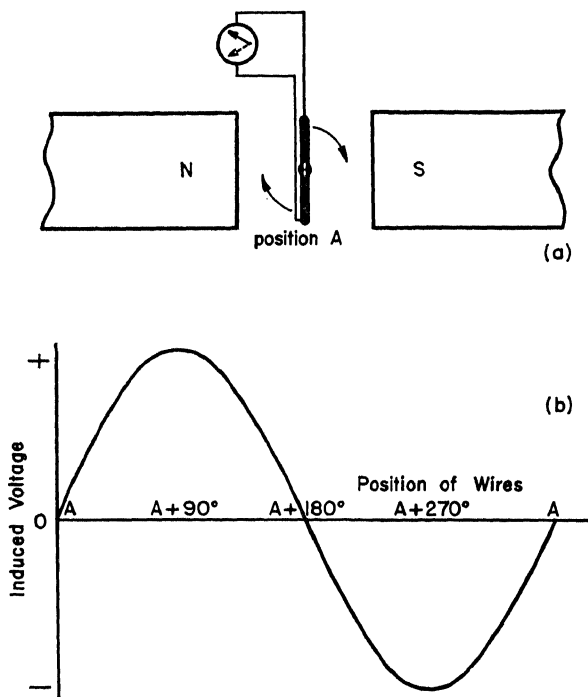 N
S
position A
(a)
+
(b)
Induced Voltage
Position of Wires
0
A
A+90°
A+180°
A+270°
A
−